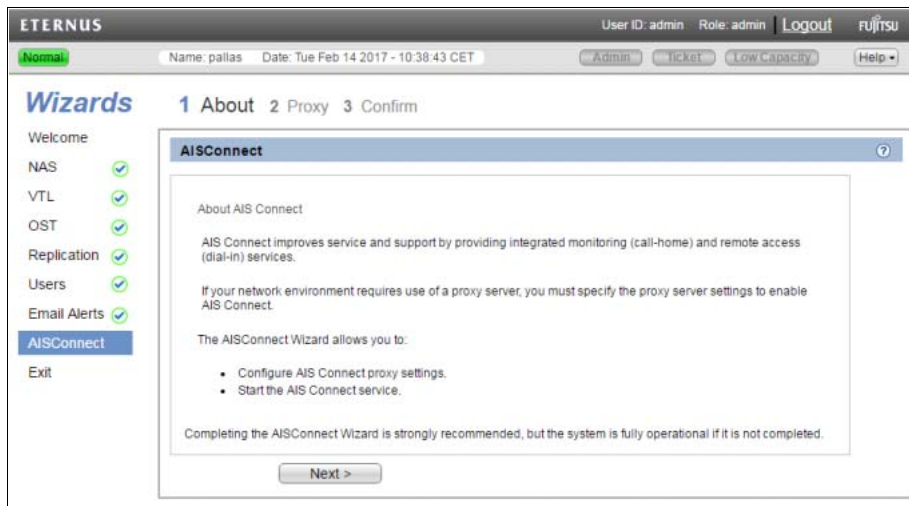 ETERNUS
User ID: admin Role: admin Logout FUJITSU
Normal Name: pallas Date: Tue Feb 14 2017 - 10:38:43 CET Admin Ticket Low Capacity Help
Wizards
1 About 2 Proxy 3 Confirm
Welcome
NAS
VTL
OST
Replication
Users
Email Alerts
AISConnect
Exit
AISConnect ?
About AIS Connect
AIS Connect improves service and support by providing integrated monitoring (call-home) and remote access
(dial-in) services.
If your network environment requires use of a proxy server, you must specify the proxy server settings to enable
AIS Connect.
The AISConnect Wizard allows you to:
• Configure AIS Connect proxy settings.
• Start the AIS Connect service.
Completing the AISConnect Wizard is strongly recommended, but the system is fully operational if it is not completed.
Next >